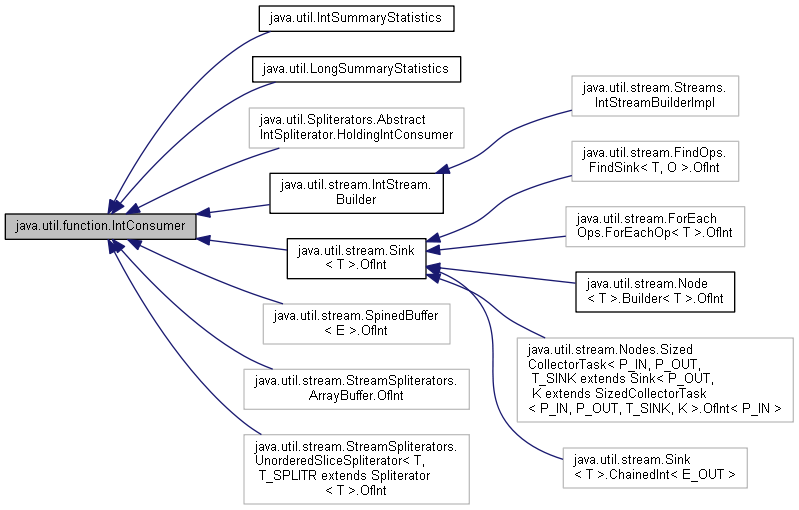 java.util.IntSummaryStatistics
java.util.LongSummaryStatistics
java.util.Spliterators.Abstract
IntSpliterator.HoldingIntConsumer
java.util.stream.IntStream.
Builder
java.util.function.IntConsumer
java.util.stream.Sink
< T >.OfInt
java.util.stream.SpinedBuffer
< E >.OfInt
java.util.stream.StreamSpliterators.
ArrayBuffer.OfInt
java.util.stream.StreamSpliterators.
UnorderedSliceSpliterator< T,
T_SPLITR extends Spliterator
< T >.OfInt
java.util.stream.Streams.
IntStreamBuilderImpl
java.util.stream.FindOps.
FindSink< T, O >.OfInt
java.util.stream.ForEach
Ops.ForEachOp< T >.OfInt
java.util.stream.Node
< T >.Builder< T >.OfInt
java.util.stream.Nodes.Sized
CollectorTask< P_IN, P_OUT,
T_SINK extends Sink< P_OUT,
K extends SizedCollectorTask
< P_IN, P_OUT, T_SINK, K >.OfInt< P_IN >
java.util.stream.Sink
< T >.ChainedInt< E_OUT >